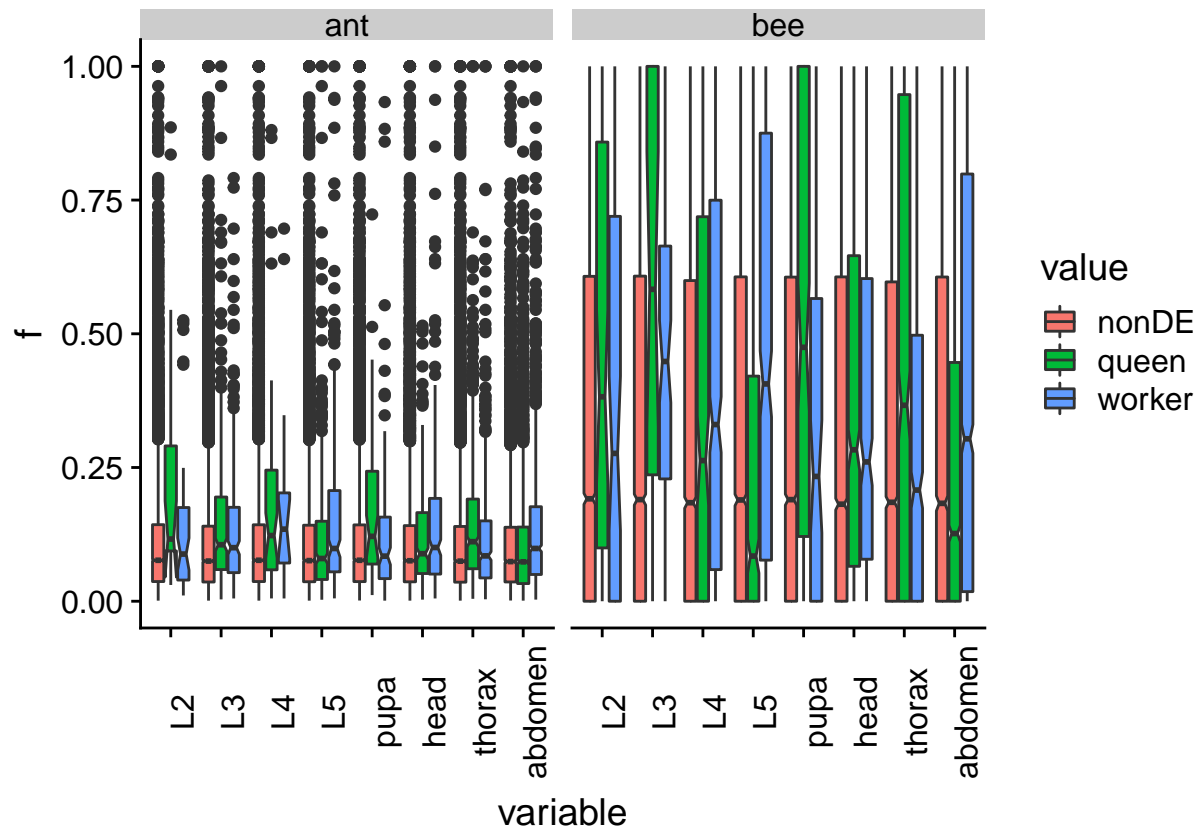 ant
bee
1.00
0.75
0.50
0.25
0.00
f
L2
L3
L4
L5
pupa
head
thorax
abdomen
L2
L3
L4
L5
pupa
head
thorax
abdomen
variable
value
nonDE
queen
worker